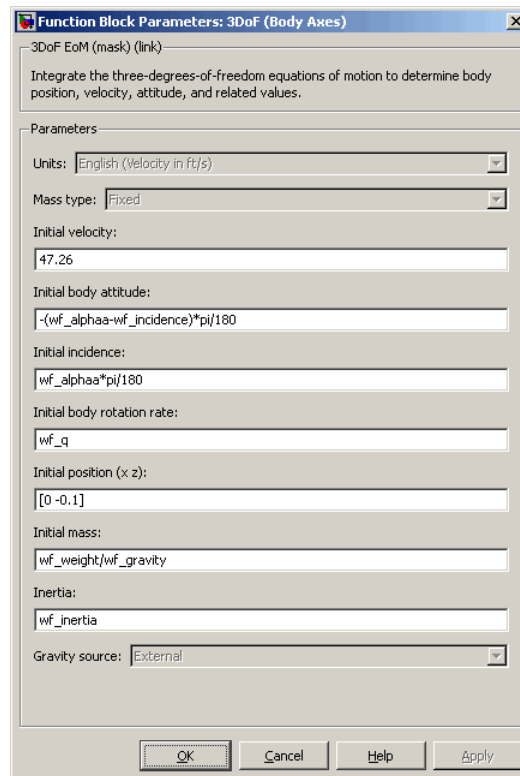 Function Block Parameters: 3DoF (Body Axes)
3DoF EoM (mask) (link)
Integrate the three-degrees-of-freedom equations of motion to determine body
position, velocity, attitude, and related values.
Parameters
Units: English (Velocity in ft/s)
Mass type: Fixed
Initial velocity:
47.26
Initial body attitude:
-(wf_alphaa-wf_incidence)*pi/180
Initial incidence:
wf_alphaa*pi/180
Initial body rotation rate:
wf_q
Initial position (x z):
[0 -0.1]
Initial mass:
wf_weight/wf_gravity
Inertia:
wf_inertia
Gravity source: External
OK Cancel Help Apply